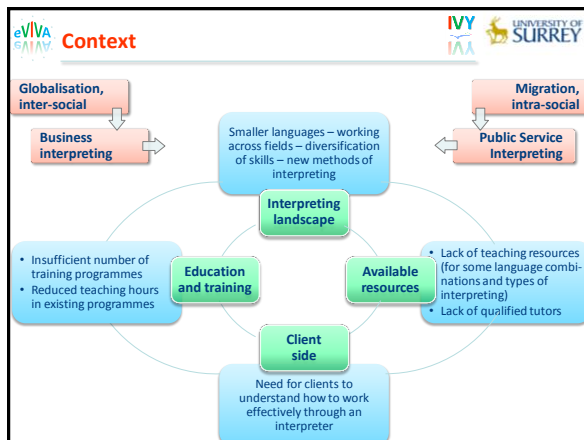 eVIVA
Context
IVY
UNIVERSITY OF
SURREY
Globalisation,
inter-social
Business
interpreting
Migration,
intra-social
Public Service
Interpreting
Smaller languages – working
across fields – diversification
of skills – new methods of
interpreting
Interpreting
landscape
• Insufficient number of
training programmes
• Reduced teaching hours
in existing programmes
Education
and training
Available
resources
• Lack of teaching resources
(for some language combi-
nations and types of
interpreting)
• Lack of qualified tutors
Client
side
Need for clients to
understand how to work
effectively through an
interpreter